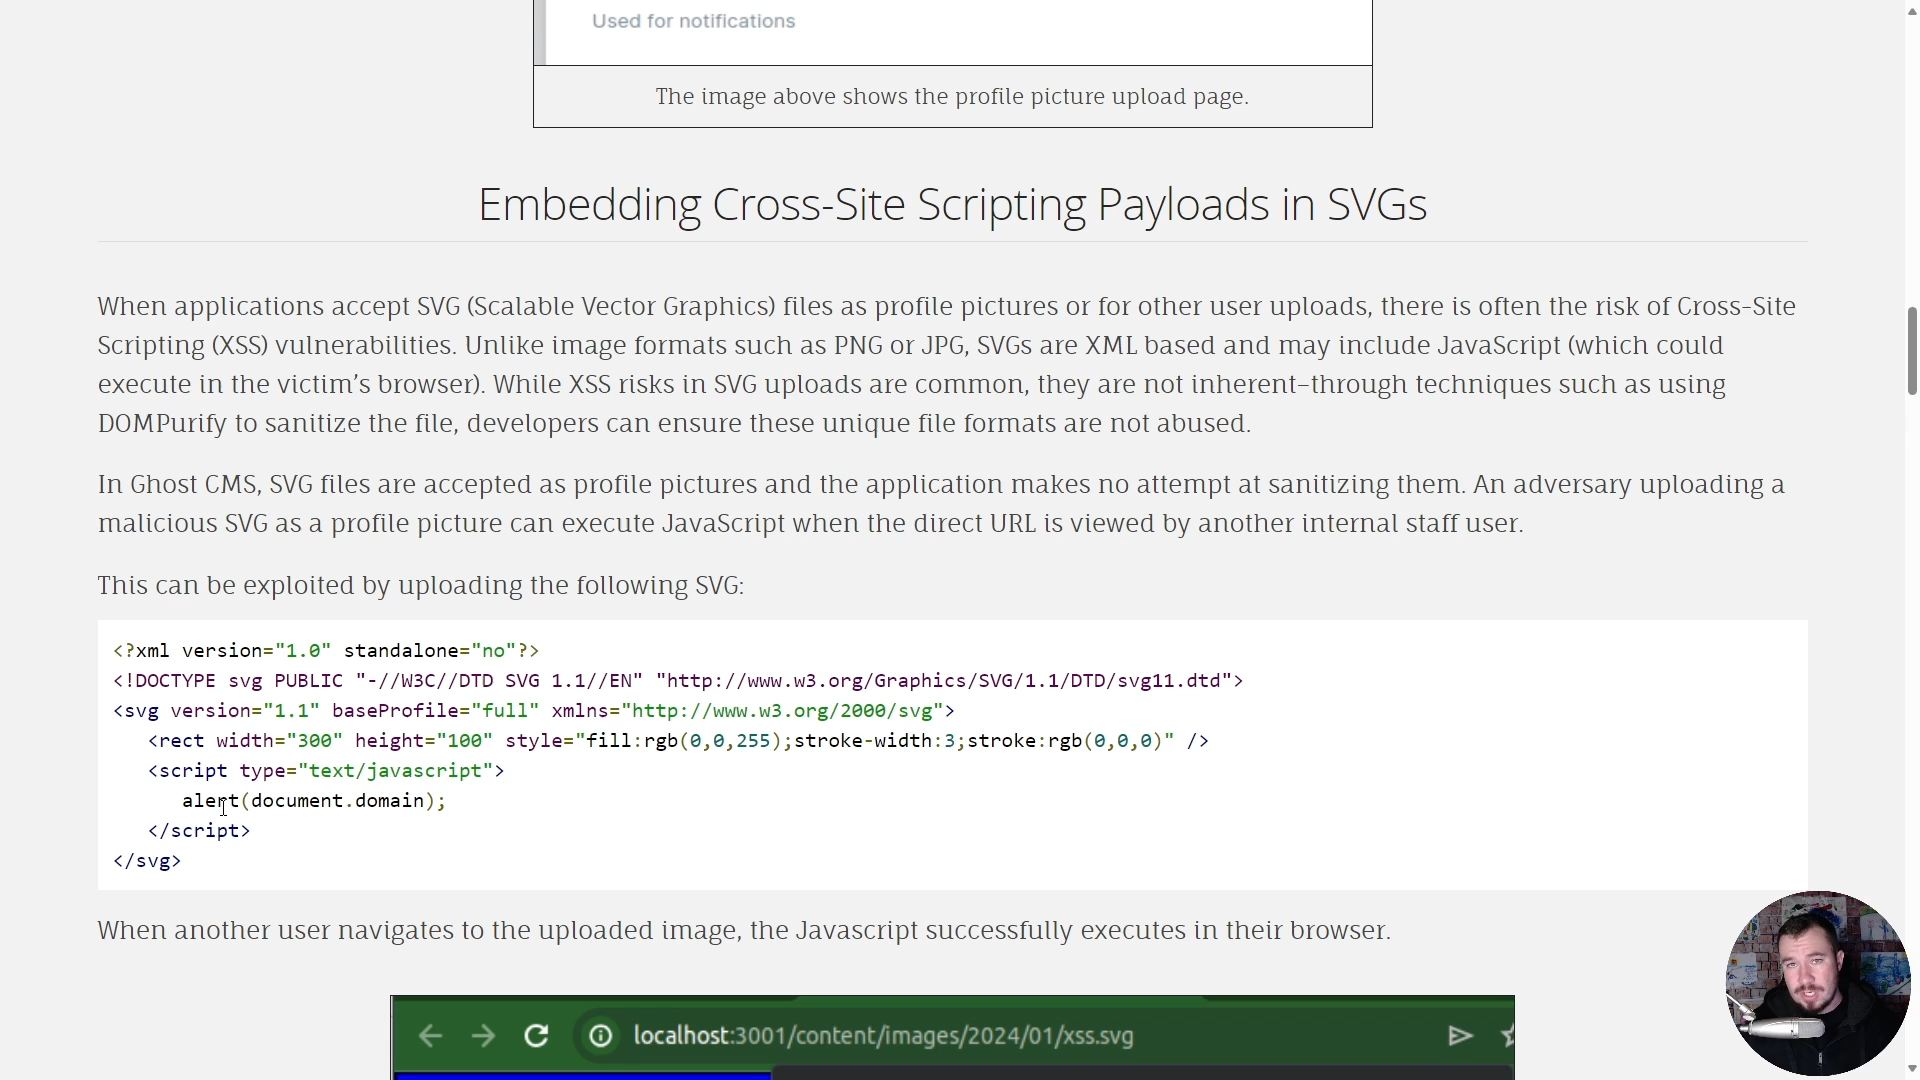 Used for notifications
The image above shows the profile picture upload page.
Embedding Cross-Site Scripting Payloads in SVGs
When applications accept SVG (Scalable Vector Graphics) files as profile pictures or for other user uploads, there is often the risk of Cross-Site
Scripting (XSS) vulnerabilities. Unlike image formats such as PNG or JPG, SVGs are XML based and may include JavaScript (which could
execute in the victim’s browser). While XSS risks in SVG uploads are common, they are not inherent–through techniques such as using
DOMPurify to sanitize the file, developers can ensure these unique file formats are not abused.
In Ghost CMS, SVG files are accepted as profile pictures and the application makes no attempt at sanitizing them. An adversary uploading a
malicious SVG as a profile picture can execute JavaScript when the direct URL is viewed by another internal staff user.
This can be exploited by uploading the following SVG:
<?xml version="1.0" standalone="no"?>
<!DOCTYPE svg PUBLIC "-//W3C//DTD SVG 1.1//EN" "http://www.w3.org/Graphics/SVG/1.1/DTD/svg11.dtd">
<svg version="1.1" baseProfile="full" xmlns="http://www.w3.org/2000/svg">
<rect width="300" height="100" style="fill:rgb(0,0,255);stroke-width:3;stroke:rgb(0,0,0)" />
<script type="text/javascript">
alert(document.domain);
</script>
</svg>
When another user navigates to the uploaded image, the Javascript successfully executes in their browser.
localhost:3001/content/images/2024/01/xss.svg